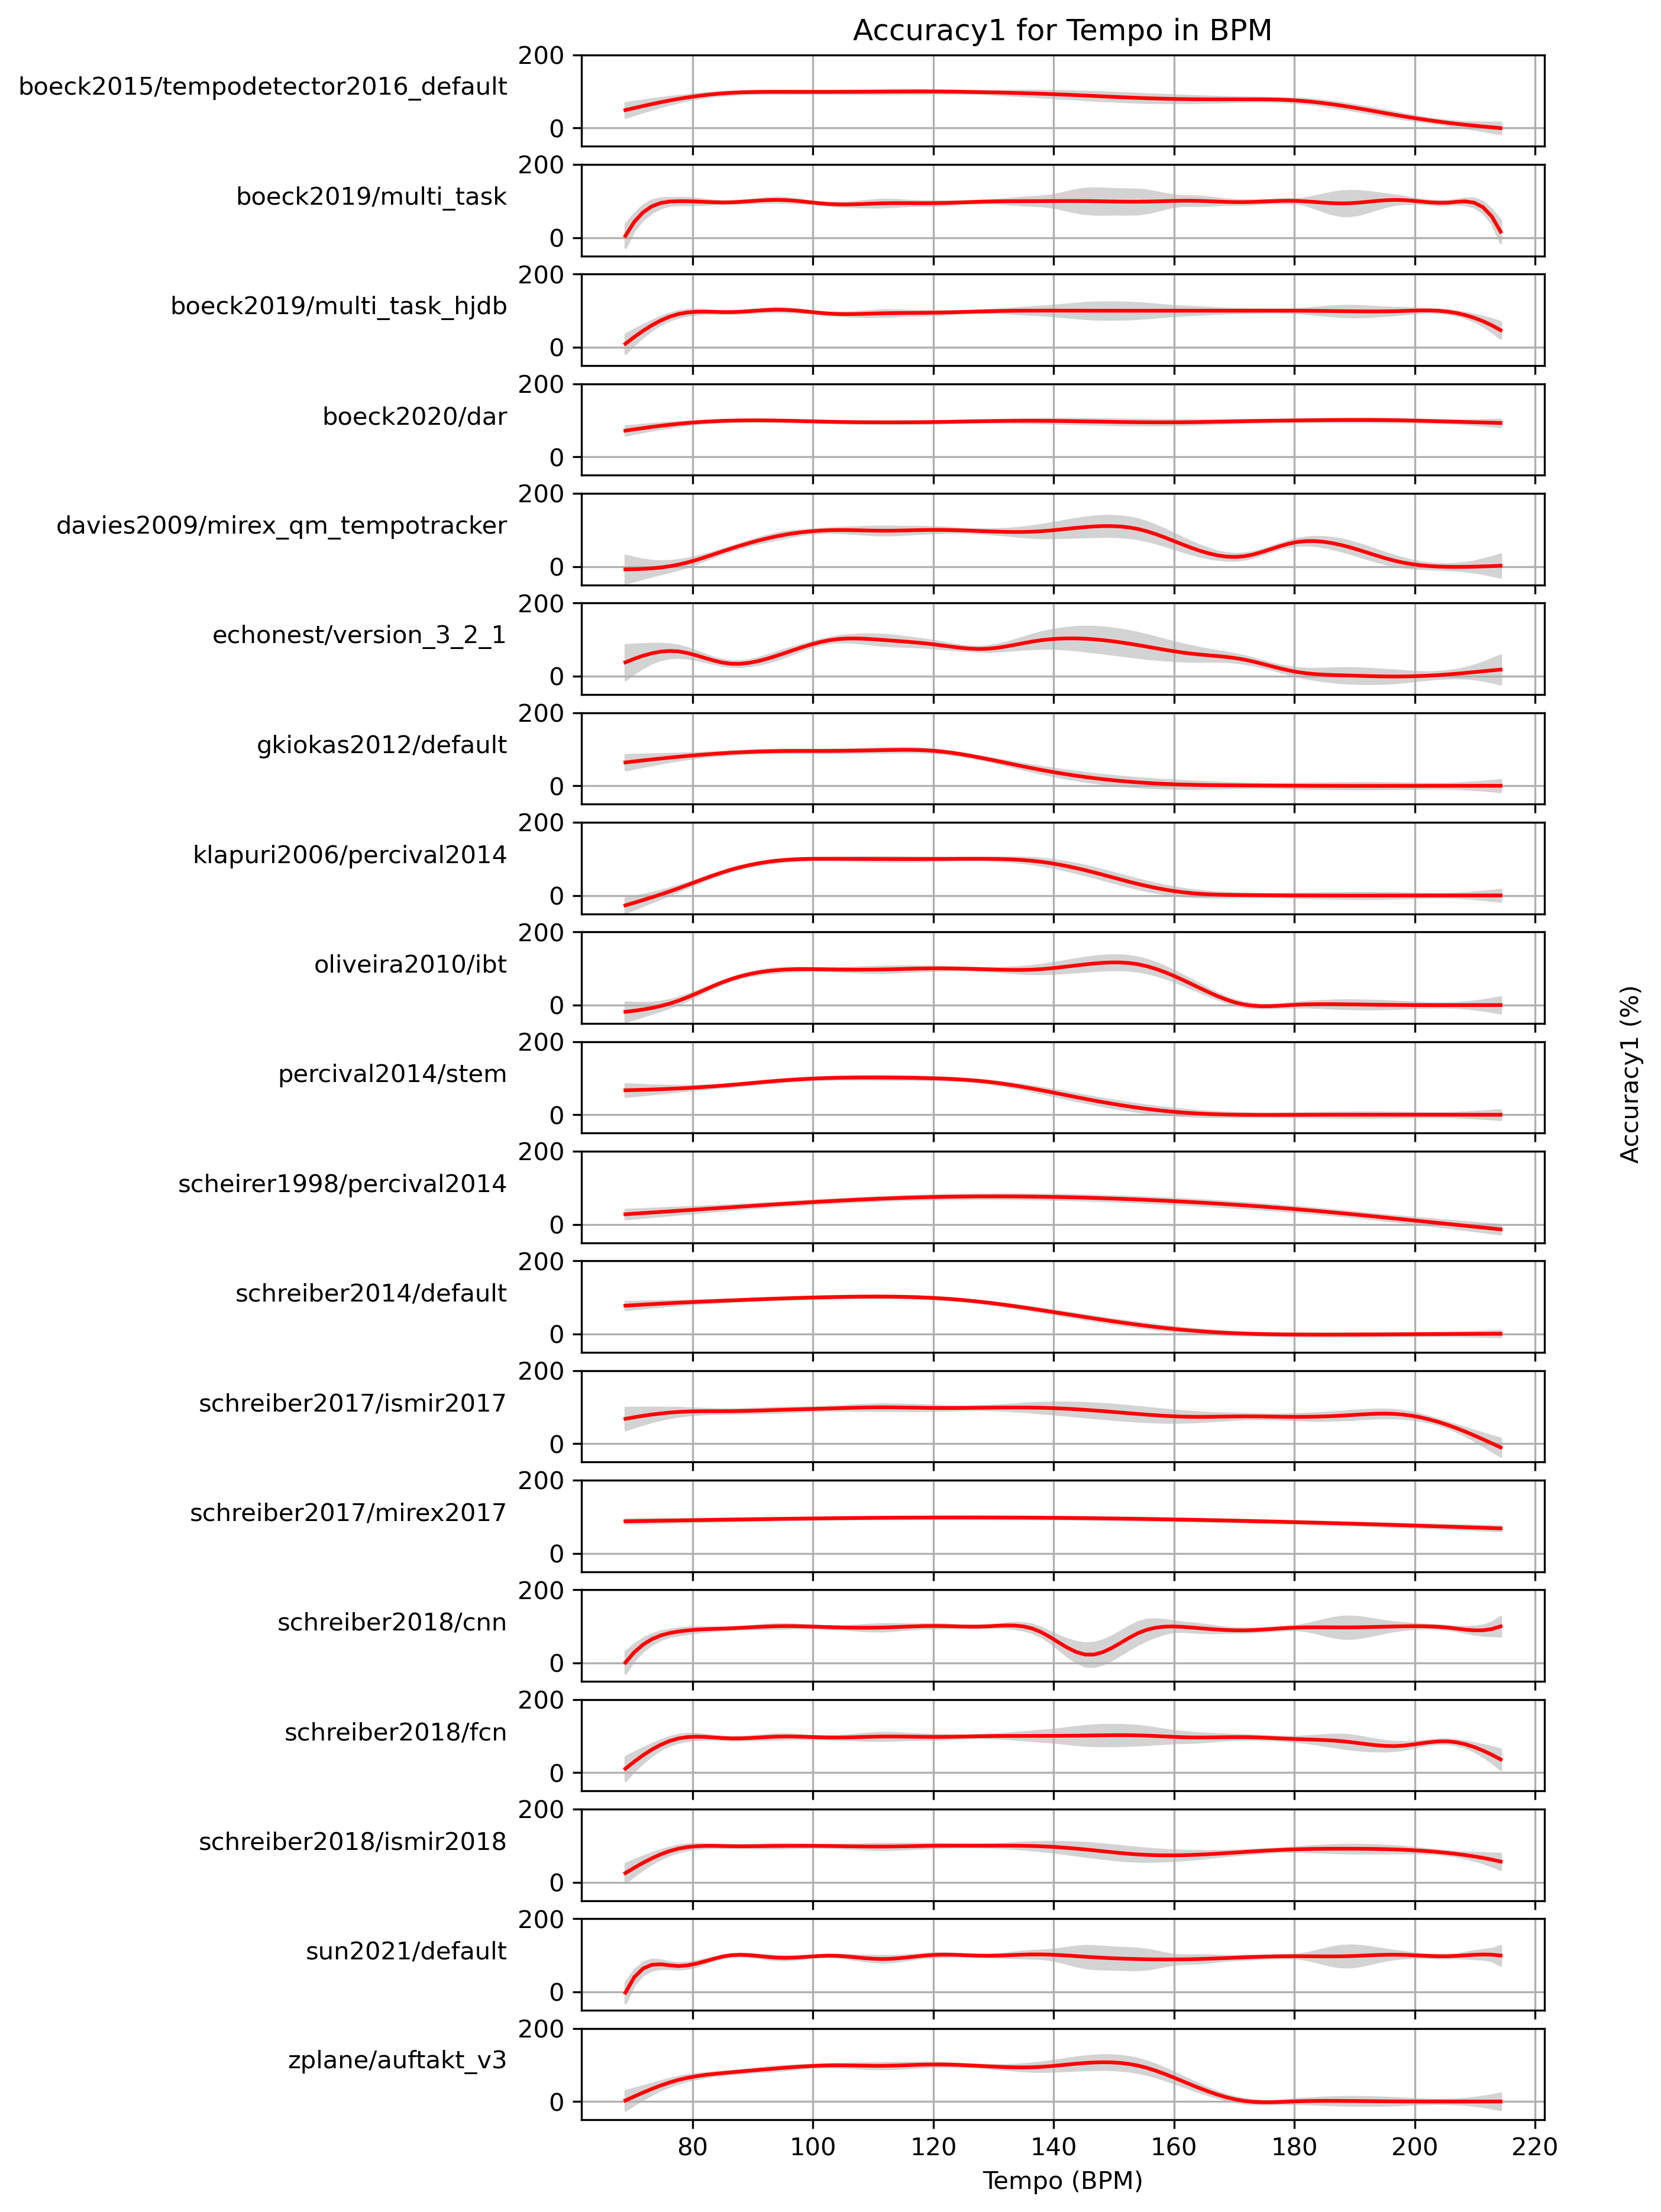 Accuracy1 for Tempo in BPM
200
boeck2015/tempodetector2016_default
0
200
boeck2019/multi_task
0
200
boeck2019/multi_task_hjdb
0
200
boeck2020/dar
0
200
davies2009/mirex_qm_tempotracker
0
200
echonest/version_3_2_1
0
200
gkiokas2012/default
0
200
klapuri2006/percival2014
0
200
oliveira2010/ibt
0
200
percival2014/stem
0
200
scheirer1998/percival2014
0
200
schreiber2014/default
0
200
schreiber2017/ismir2017
0
200
schreiber2017/mirex2017
0
200
schreiber2018/cnn
0
200
schreiber2018/fcn
0
200
schreiber2018/ismir2018
0
200
sun2021/default
0
200
zplane/auftakt_v3
0
80 100 120 140 160 180 200 220
Tempo (BPM)
Accuracy1 (%)